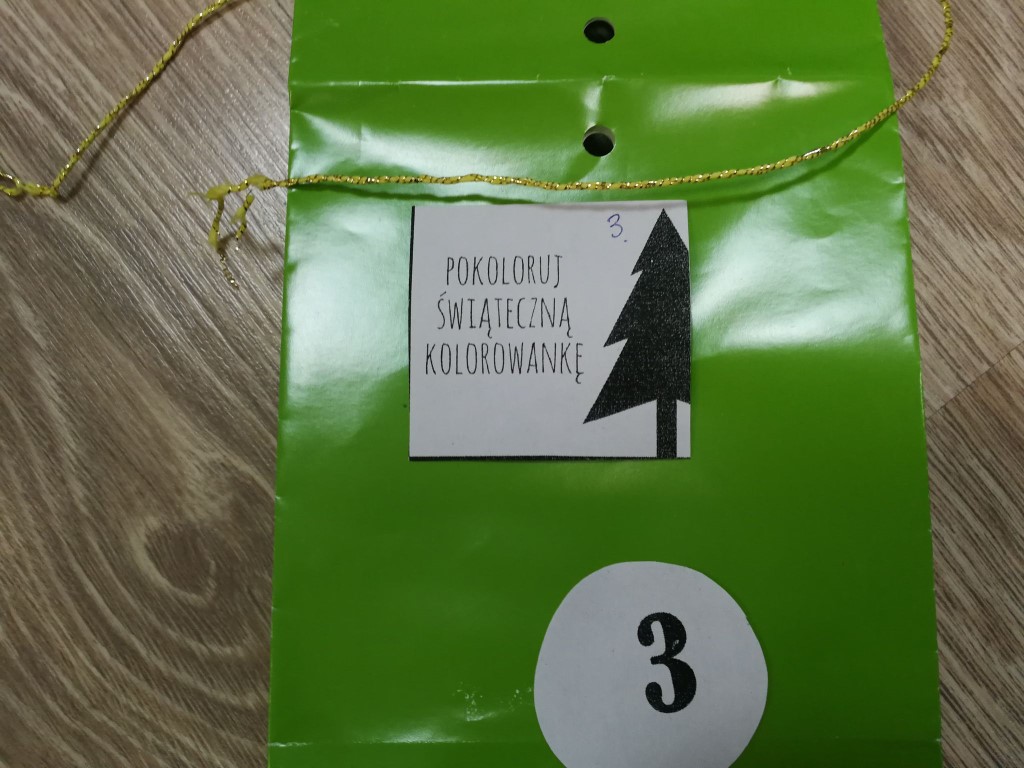 3.
POKOLORUJ
ŚWIĄTECZNĄ
KOLOROWANKĘ
3